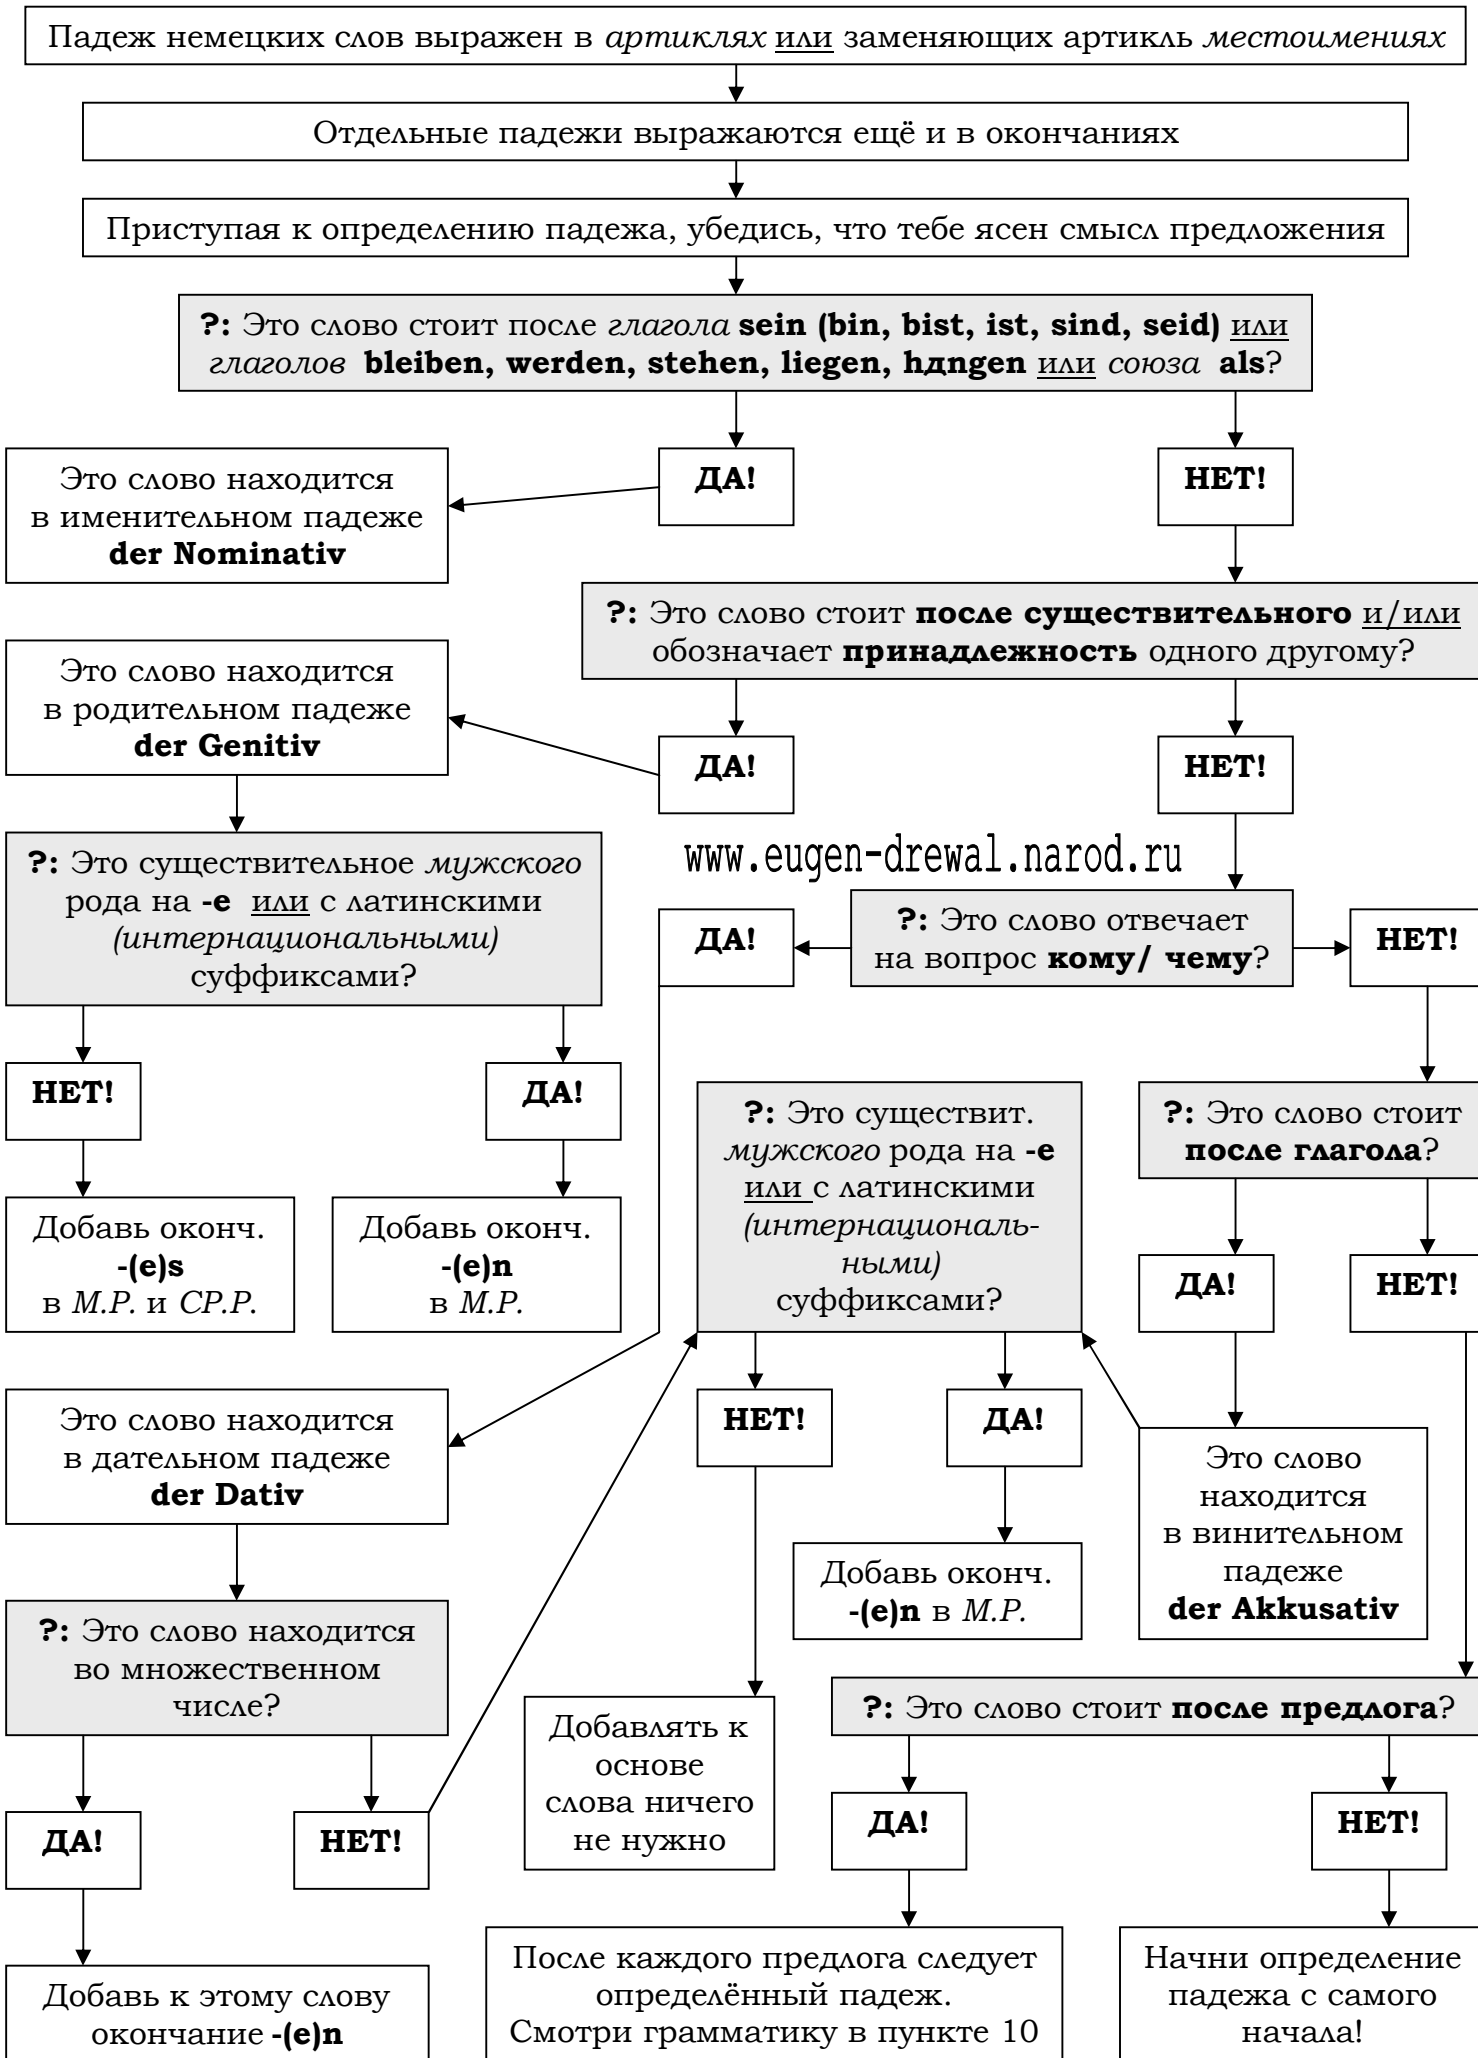 Падеж немецких слов выражен в артиклях или заменяющих артикль местоимениях
Отдельные падежи выражаются ещё и в окончаниях
Приступая к определению падежа, убедись, что тебе ясен смысл предложения
?: Это слово стоит после глагола sein (bin, bist, ist, sind, seid) или
глаголов bleiben, werden, stehen, liegen, hдngen или союза als?
ДА!
НЕТ!
Это слово находится
в именительном падеже
der Nominativ
?: Это слово стоит после существительного и/или
обозначает принадлежность одного другому?
Это слово находится
в родительном падеже
der Genitiv
ДА!
НЕТ!
www.eugen-drewal.narod.ru
?: Это существительное мужского
рода на -е или с латинскими
(интернациональными)
суффиксами?
ДА!
?: Это слово отвечает
на вопрос кому/ чему?
НЕТ!
НЕТ!
ДА!
?: Это существит.
мужского рода на -е
или с латинскими
(интернациональ-
ными)
суффиксами?
?: Это слово стоит
после глагола?
Добавь оконч.
-(e)s
в М.Р. и СР.Р.
Добавь оконч.
-(e)n
в М.Р.
ДА!
НЕТ!
Это слово находится
в дательном падеже
der Dativ
НЕТ!
ДА!
Это слово
находится
в винительном
падеже
der Akkusativ
Добавь оконч.
-(e)n в М.Р.
?: Это слово находится
во множественном
числе?
Добавлять к
основе
слова ничего
не нужно
?: Это слово стоит после предлога?
ДА!
НЕТ!
ДА!
НЕТ!
Добавь к этому слову
окончание -(e)n
После каждого предлога следует
определённый падеж.
Смотри грамматику в пункте 10
Начни определение
падежа с самого
начала!